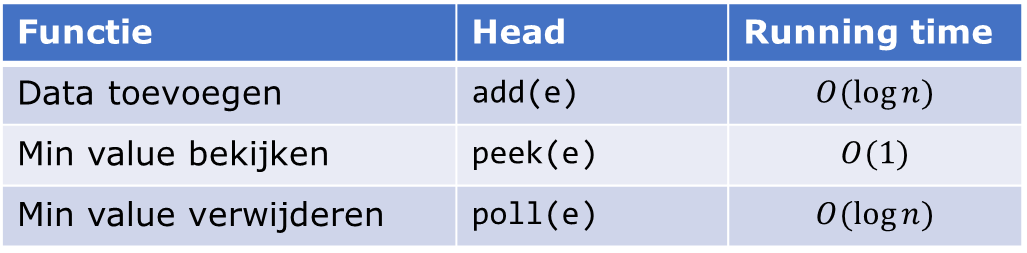 Functie Head Running time
Data toevoegen add(e) O(log n)
Min value bekijken peek(e) O(1)
Min value verwijderen poll(e) O(log n)